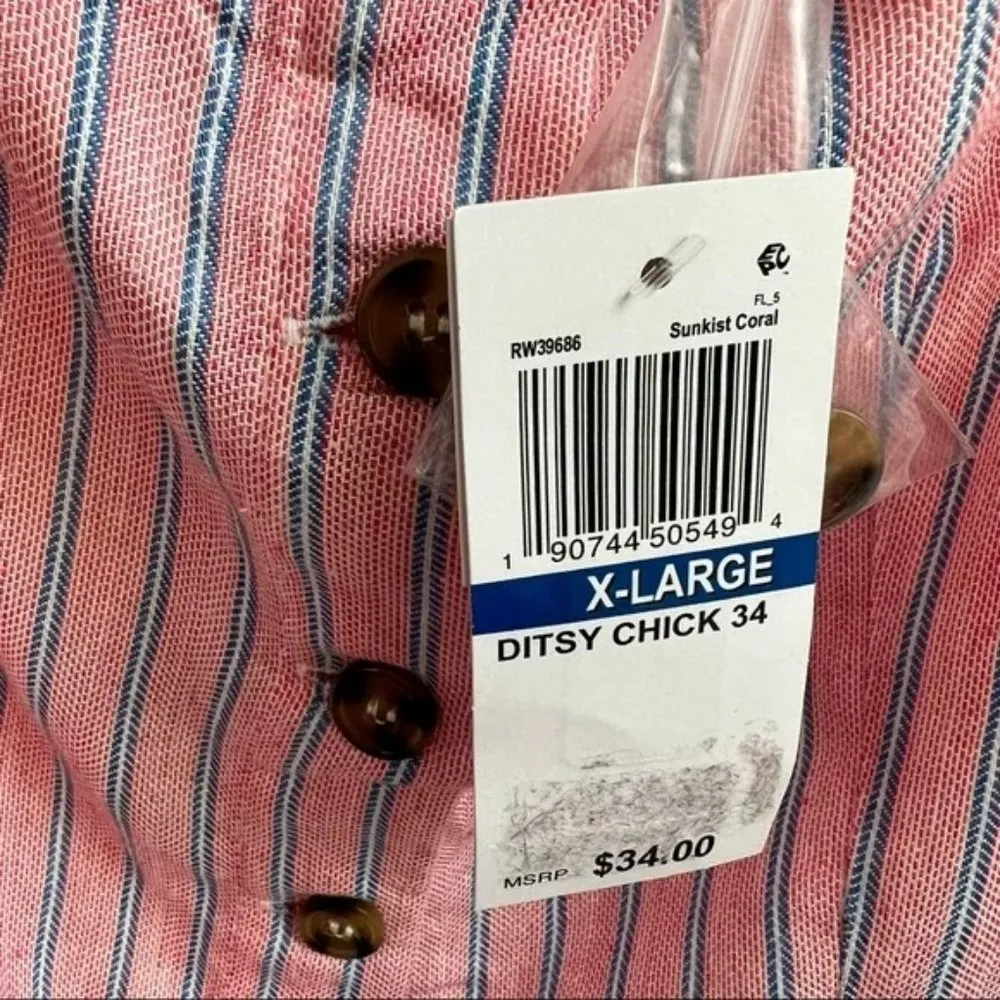 FL_5
RW39686 Sunkist Coral
1 90744 50549 4
X-LARGE
DITSY CHICK 34
MSRP $34.00